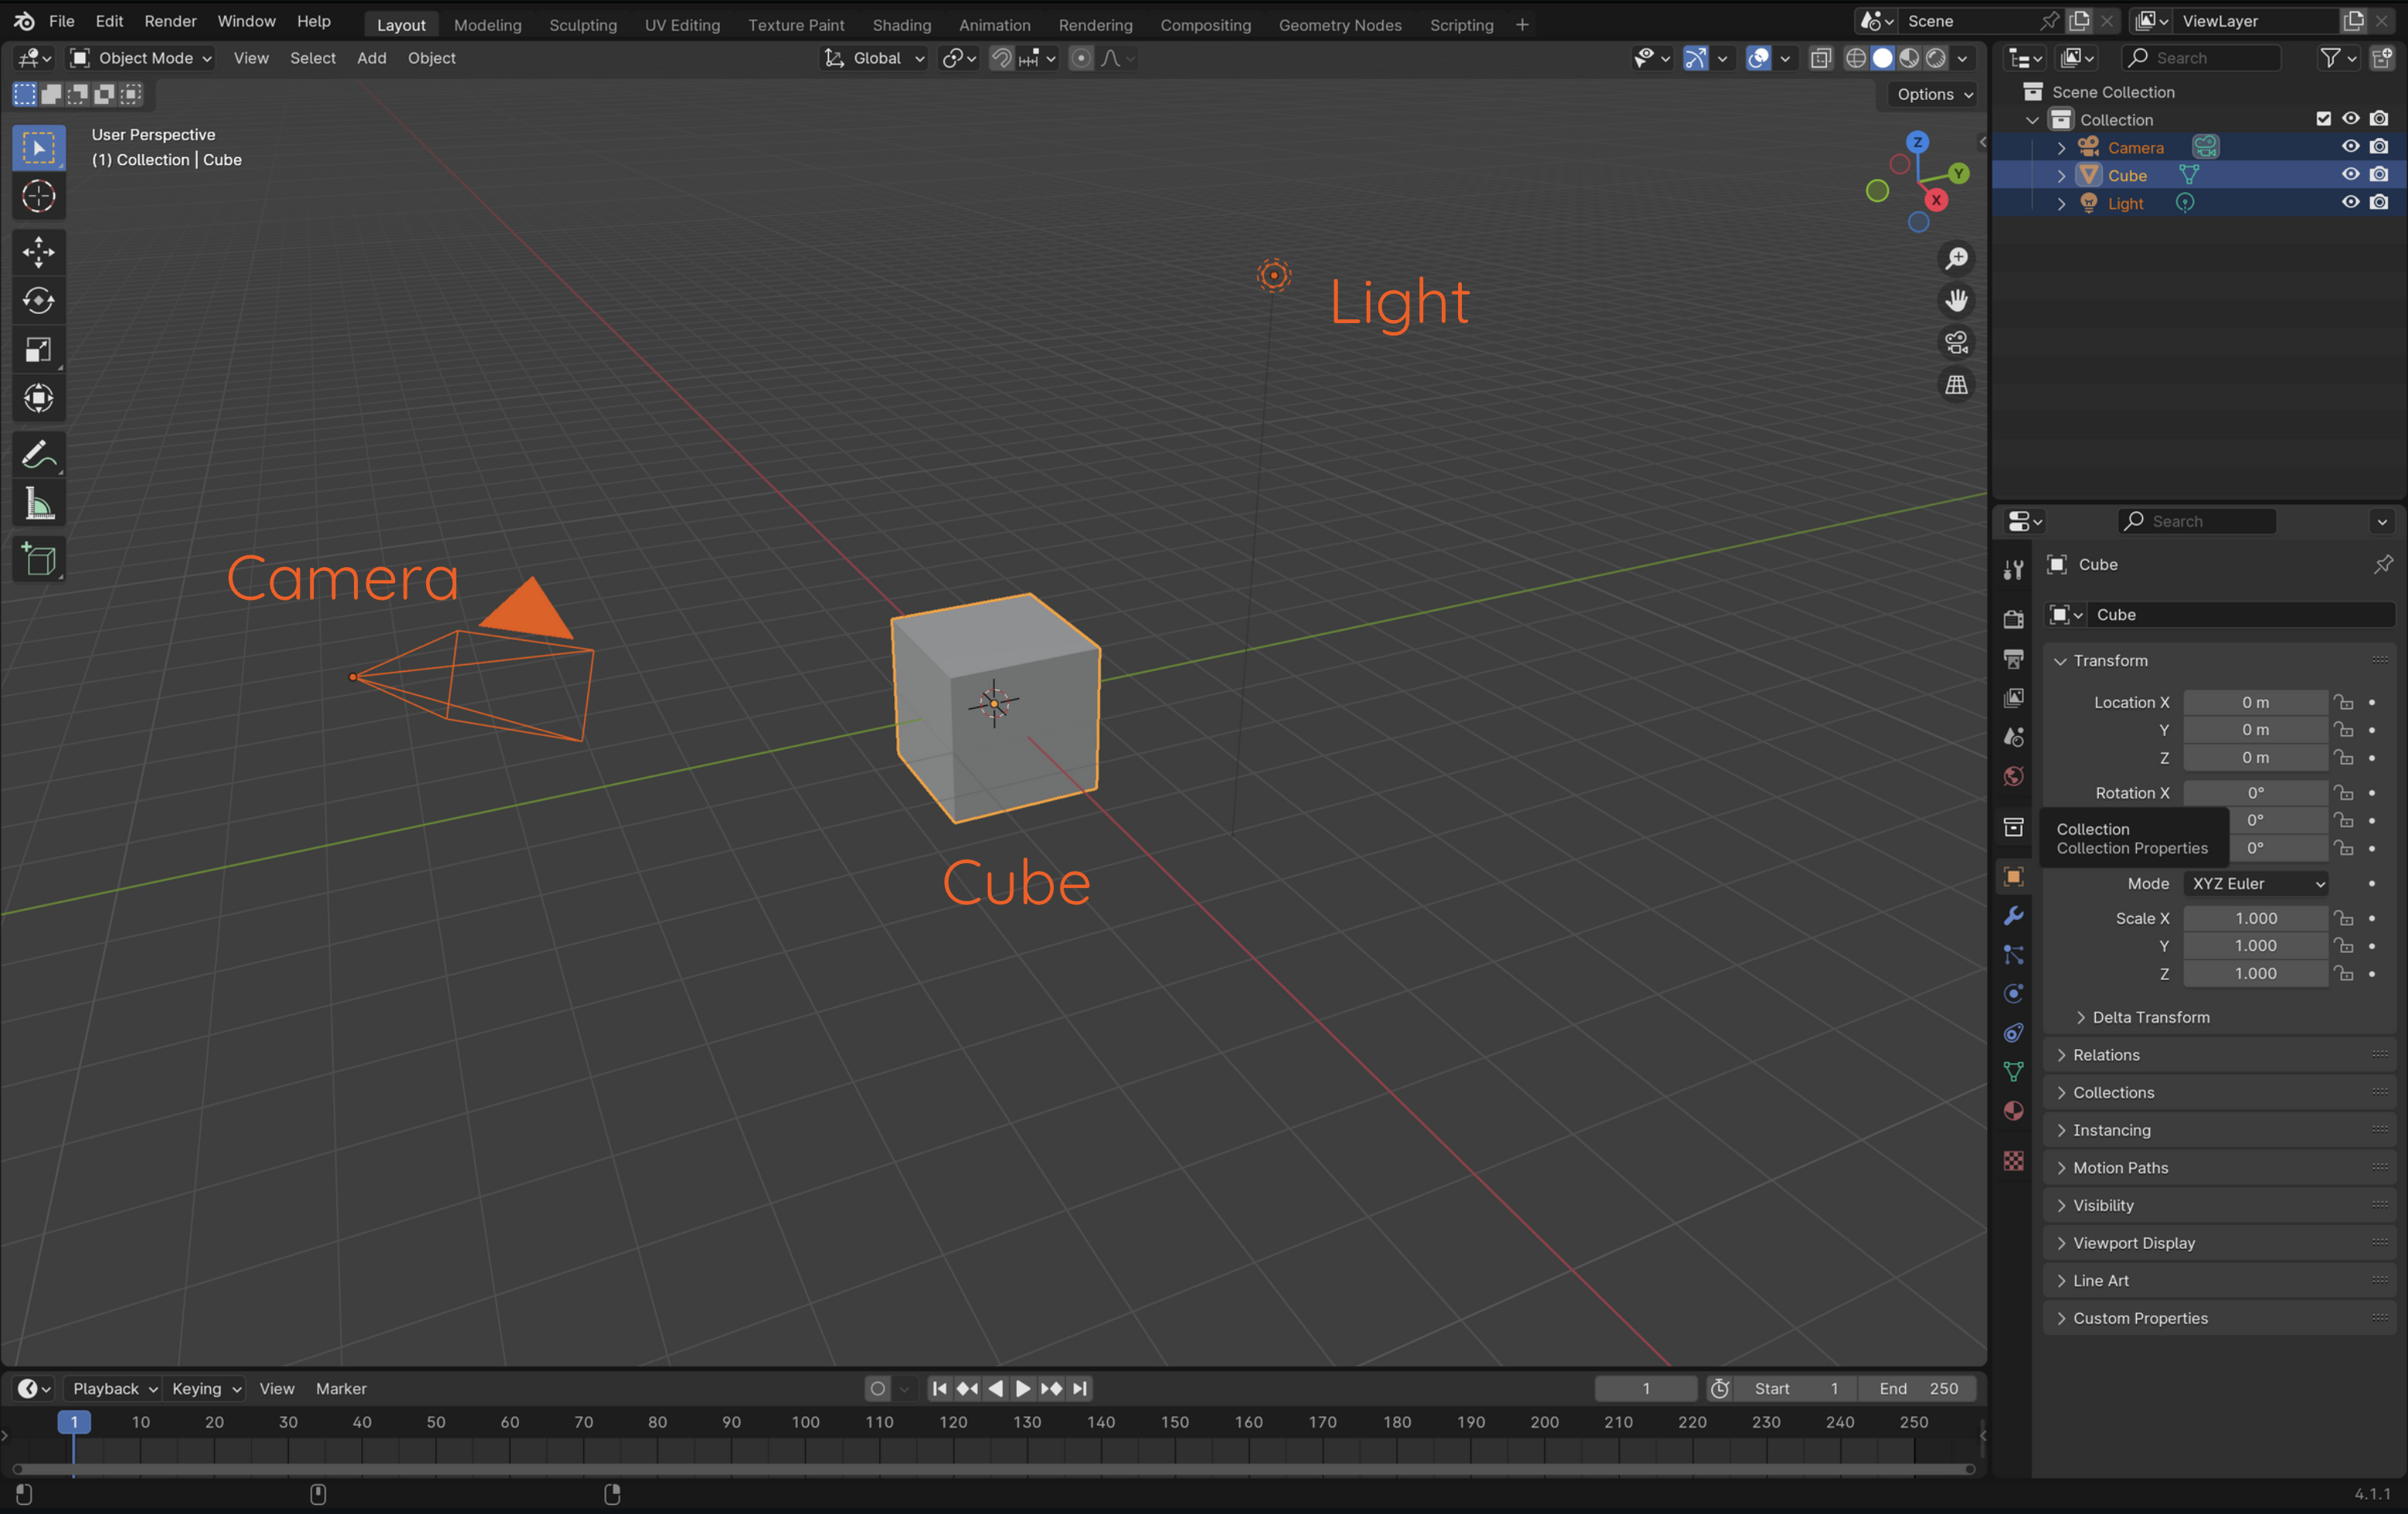 File Edit Render Window Help Layout Modeling Sculpting UV Editing Texture Paint Shading Animation Rendering Compositing Geometry Nodes Scripting + Scene ViewLayer
Object Mode View Select Add Object Global Search
Options
User Perspective
(1) Collection | Cube
Z
Y
X
Light
Camera
Cube
Scene Collection
Collection
Camera
Cube
Light
Search
Cube
Cube
Transform
Location X 0 m
Y 0 m
Z 0 m
Rotation X 0°
0°
0°
Collection
Collection Properties
Mode XYZ Euler
Scale X 1.000
Y 1.000
Z 1.000
Delta Transform
Relations
Collections
Instancing
Motion Paths
Visibility
Viewport Display
Line Art
Custom Properties
Playback Keying View Marker 1 Start 1 End 250
1 10 20 30 40 50 60 70 80 90 100 110 120 130 140 150 160 170 180 190 200 210 220 230 240 250
4.1.1